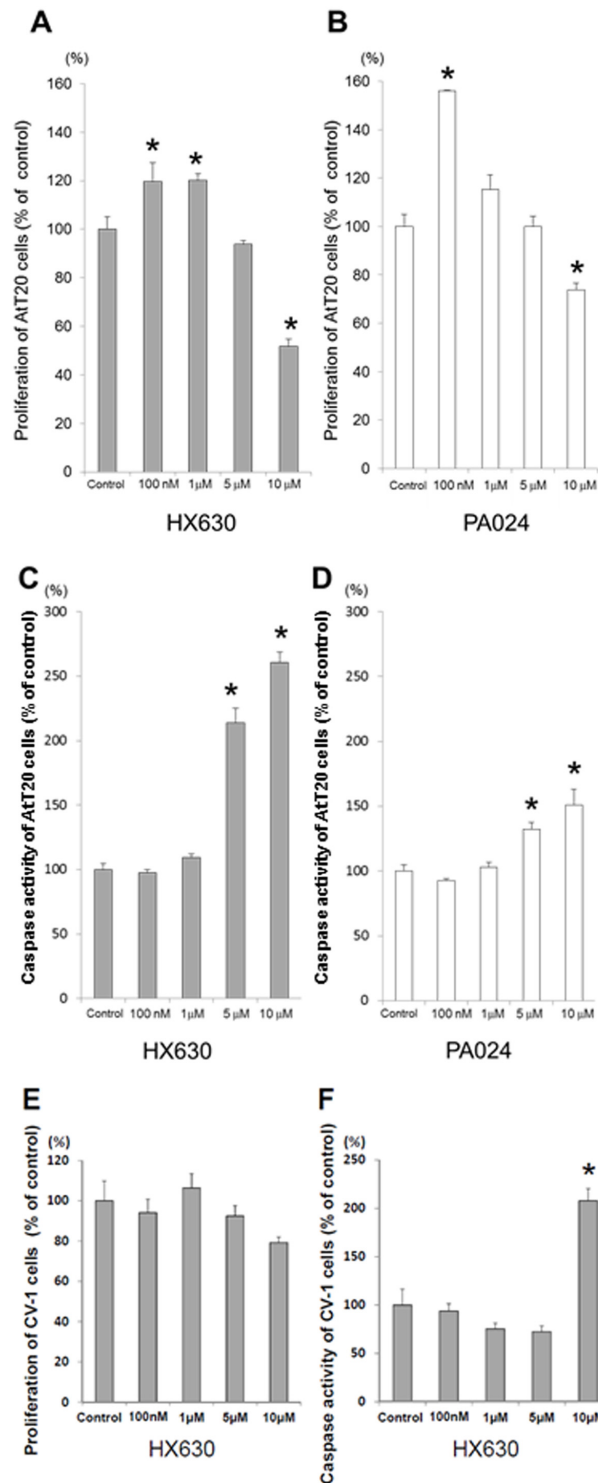 A
(%)
Proliferation of AtT20 cells (% of control)
160
140
120
100
80
60
40
20
0
*
*
*
Control 100 nM 1μM 5 μM 10 μM
HX630
B
(%)
Proliferation of AtT20 cells (% of control)
160
140
120
100
80
60
40
20
0
*
*
Control 100 nM 1μM 5 μM 10 μM
PA024
C
(%)
Caspase activity of AtT20 cells (% of control)
300
250
200
150
100
50
0
*
*
Control 100 nM 1μM 5 μM 10 μM
HX630
D
(%)
Caspase activity of AtT20 cells (% of control)
300
250
200
150
100
50
0
*
*
Control 100 nM 1μM 5 μM 10 μM
PA024
E
(%)
Proliferation of CV-1 cells (% of control)
120
100
80
60
40
20
0
Control 100nM 1μM 5μM 10μM
HX630
F
(%)
Caspase activity of CV-1 cells (% of control)
250
200
150
100
50
0
*
Control 100nM 1μM 5μM 10μM
HX630